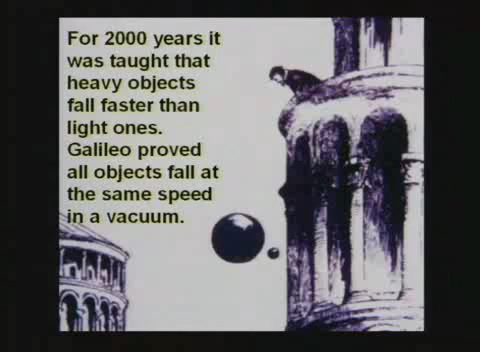 For 2000 years it
was taught that
heavy objects
fall faster than
light ones.
Galileo proved
all objects fall at
the same speed
in a vacuum.